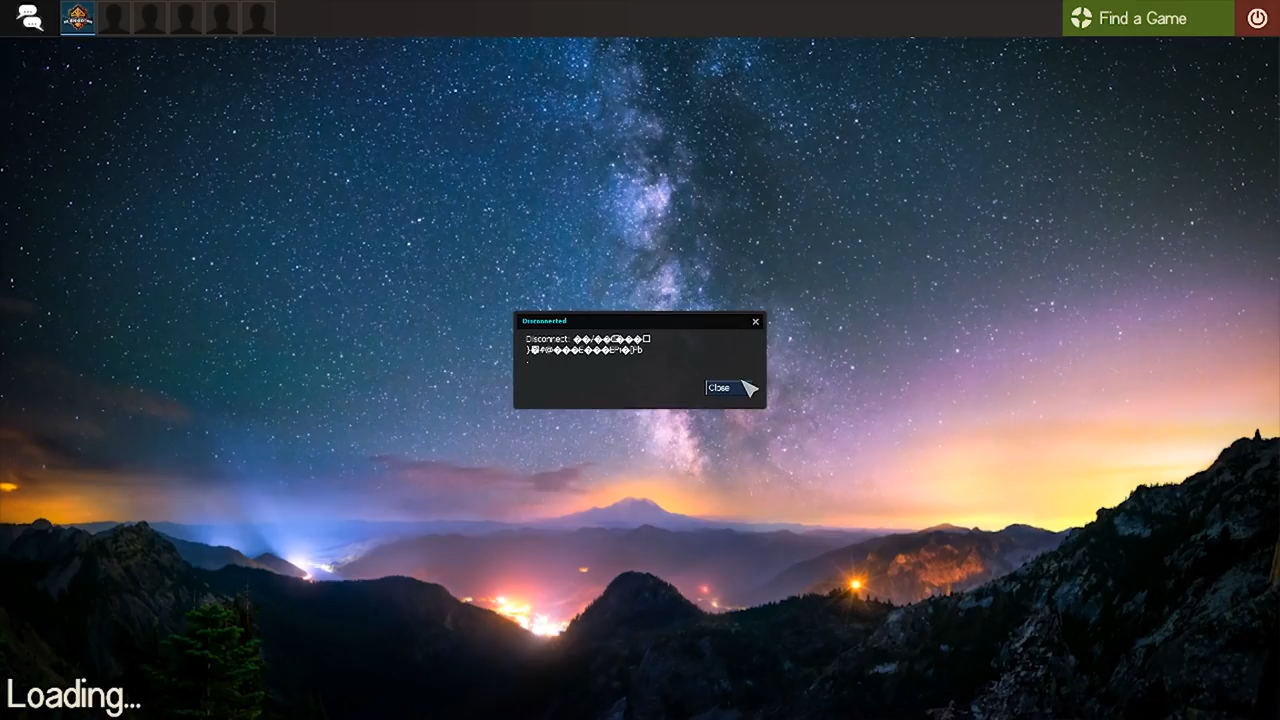 Find a Game
Disconnected
Disconnect: ��/��
Close
Loading...